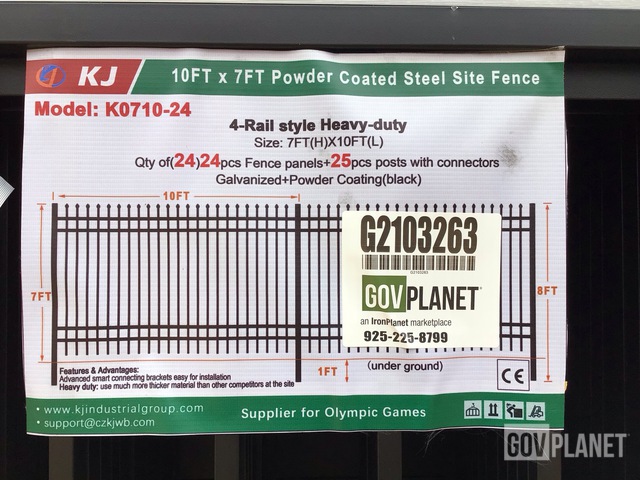 KJ 10FT x 7FT Powder Coated Steel Site Fence
Model: K0710-24
4-Rail style Heavy-duty
Size: 7FT(H)X10FT(L)
Qty of(24)24pcs Fence panels+25pcs posts with connectors
Galvanized+Powder Coating(black)
10FT
7FT
8FT
G2103263
G2103263
GOVPLANET
an IronPlanet marketplace
925-225-8799
1FT
(under ground)
Features & Advantages:
Advanced smart connecting brackets easy for installation
Heavy duty: use much more thicker material than other competitors at the site
CE
• www.kjindustrialgroup.com
• support@czkjwb.com
Supplier for Olympic Games
GOVPLANET